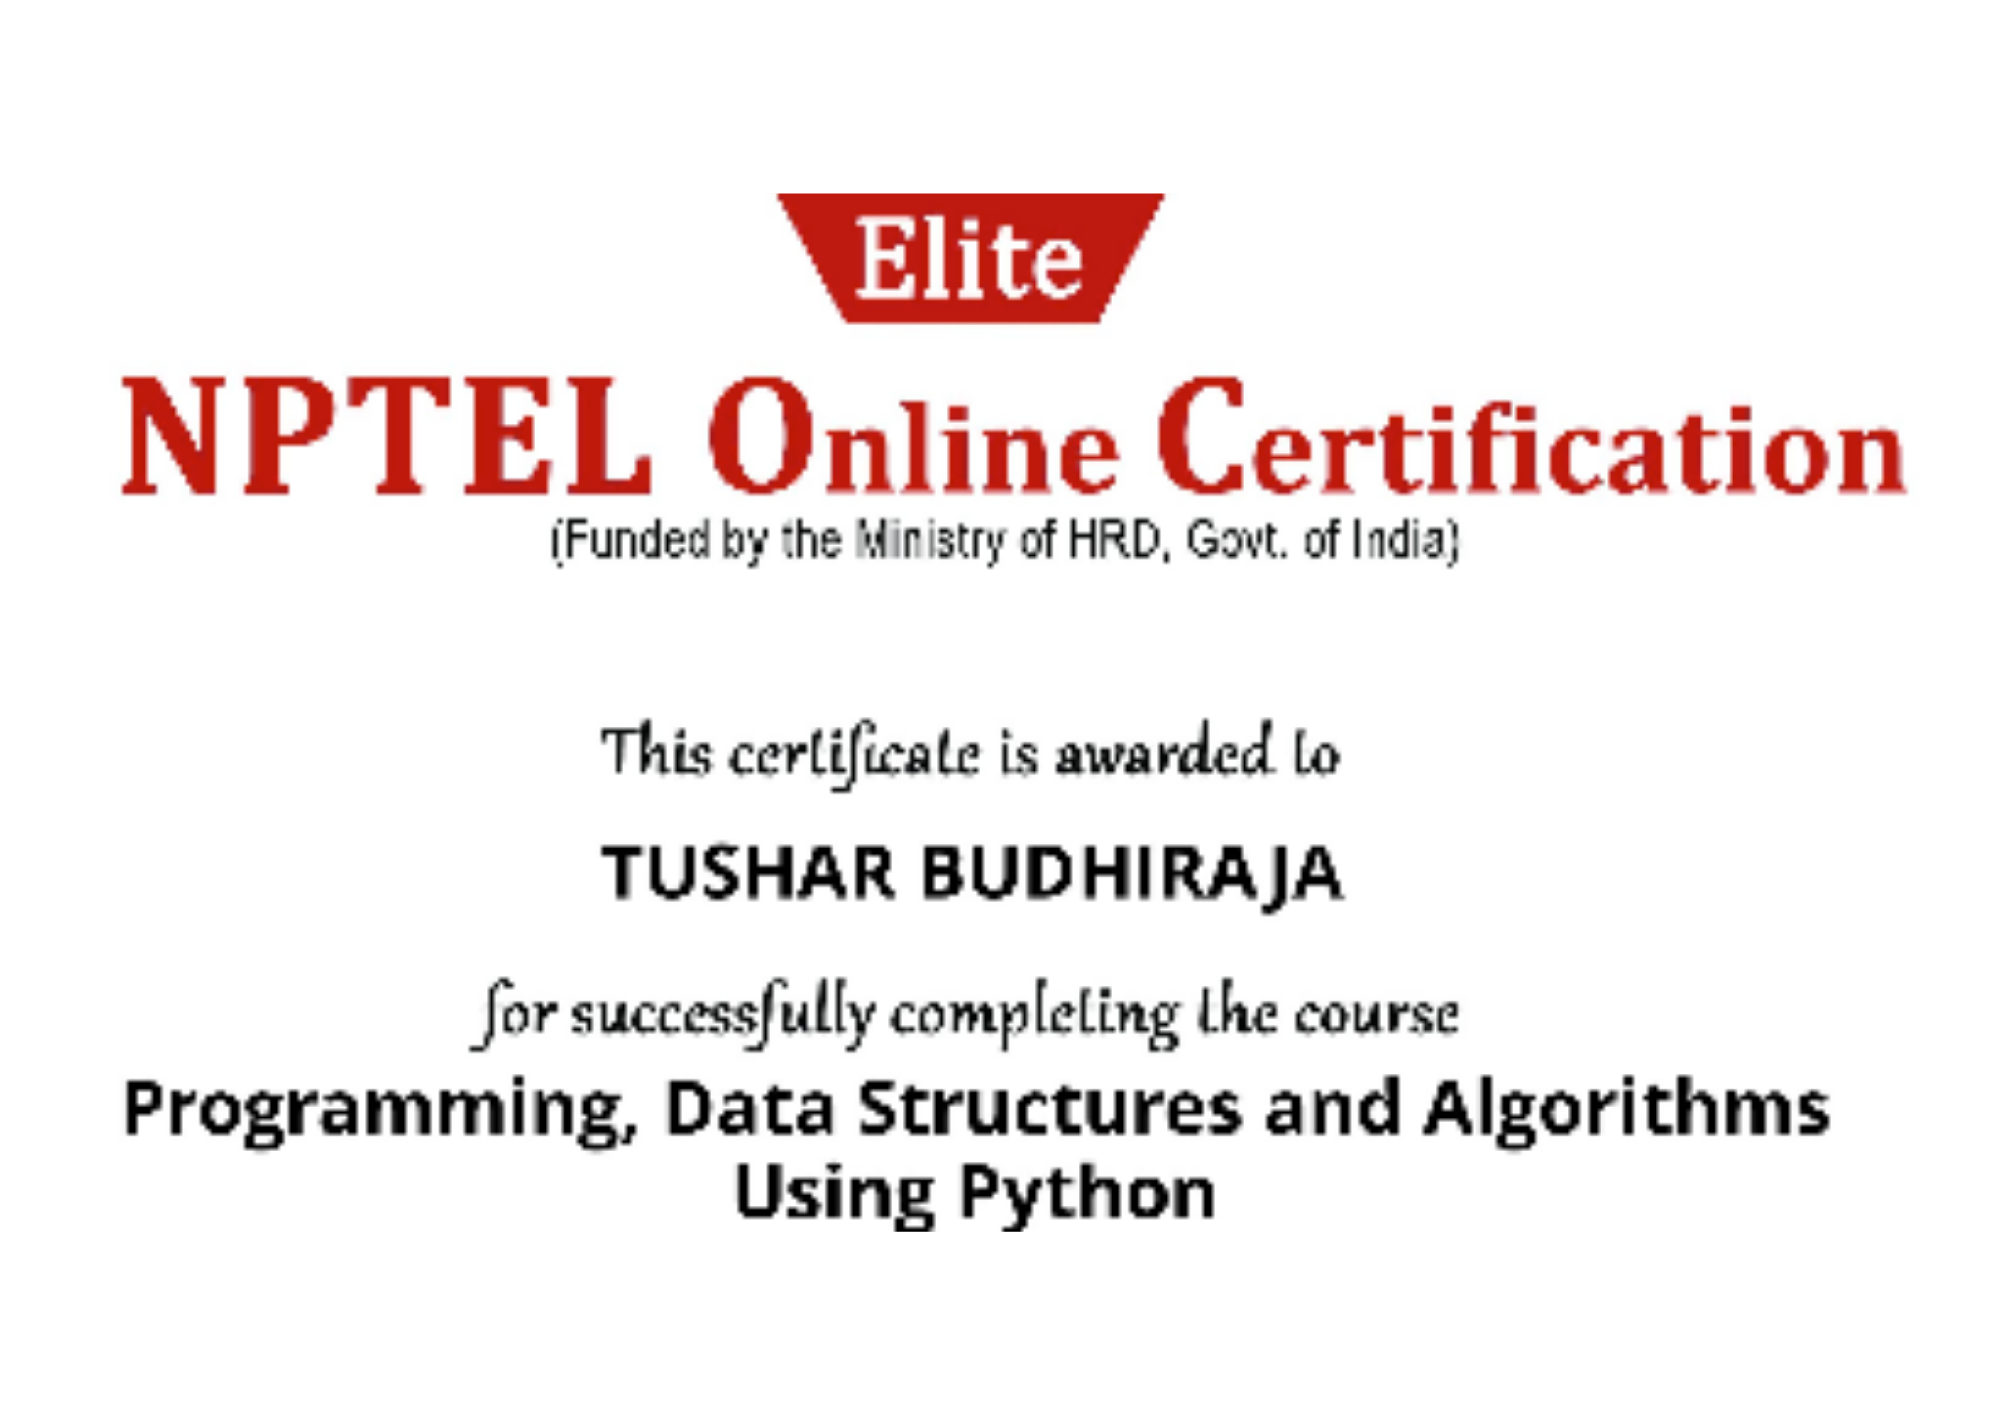 Elite
NPTEL Online Certification
(Funded by the Ministry of HRD, Govt. of India)
This certificate is awarded to
TUSHAR BUDHIRAJA
for successfully completing the course
Programming, Data Structures and Algorithms
Using Python